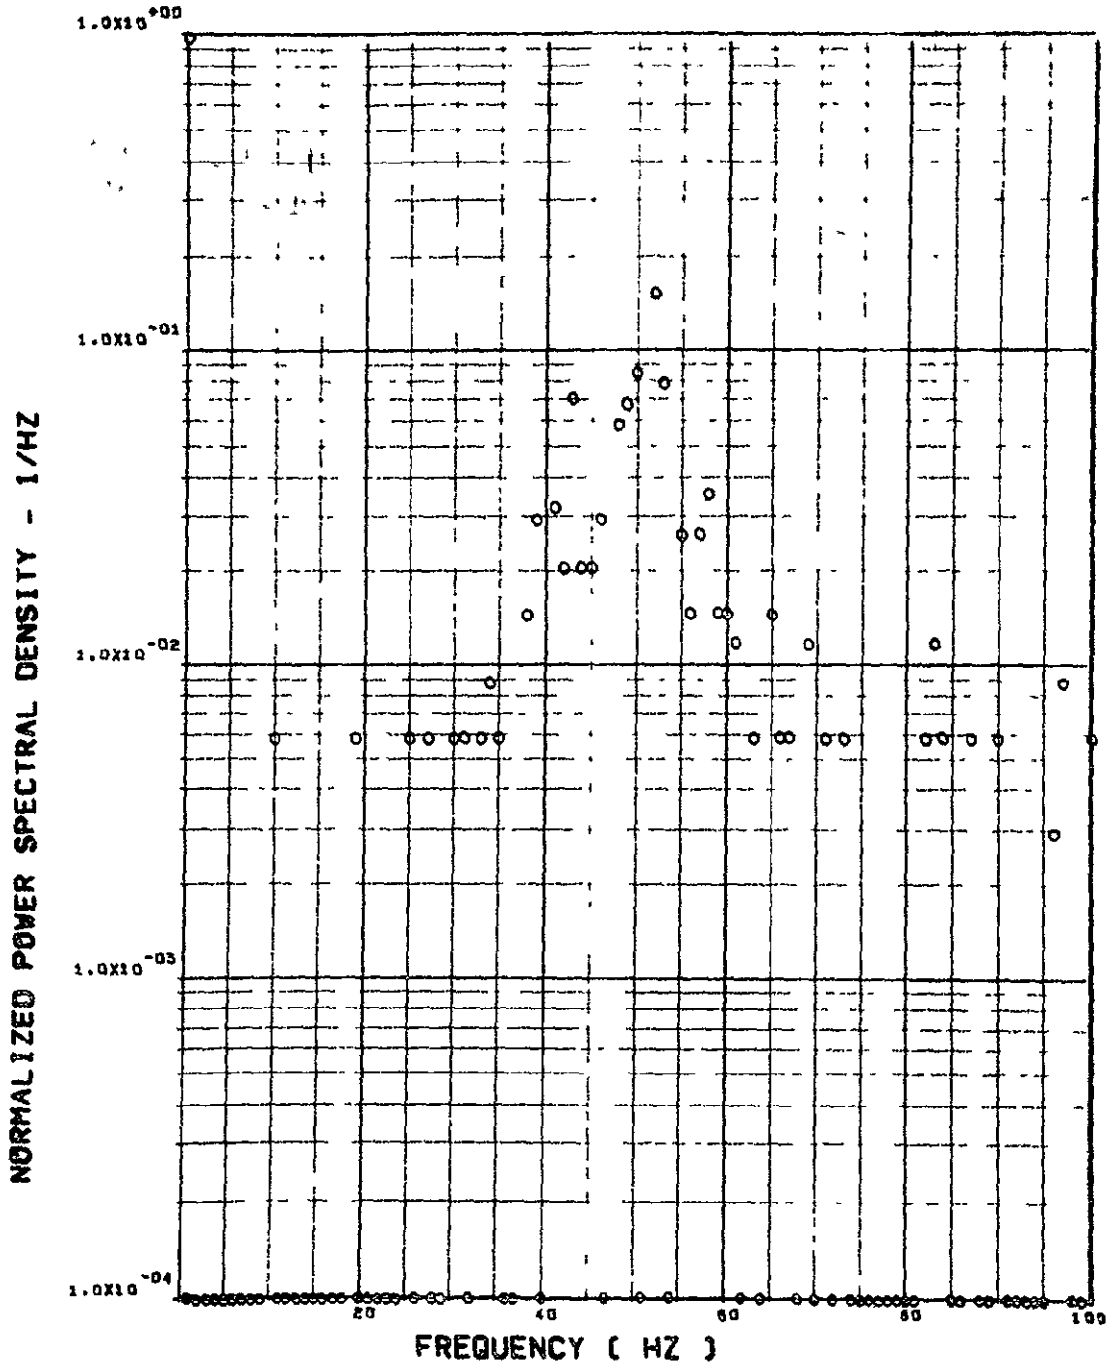 1.0X10+00
1.0X10-01
1.0X10-02
1.0X10-03
1.0X10-04
NORMALIZED POWER SPECTRAL DENSITY - 1/HZ
20 40 60 80 100
FREQUENCY ( HZ )